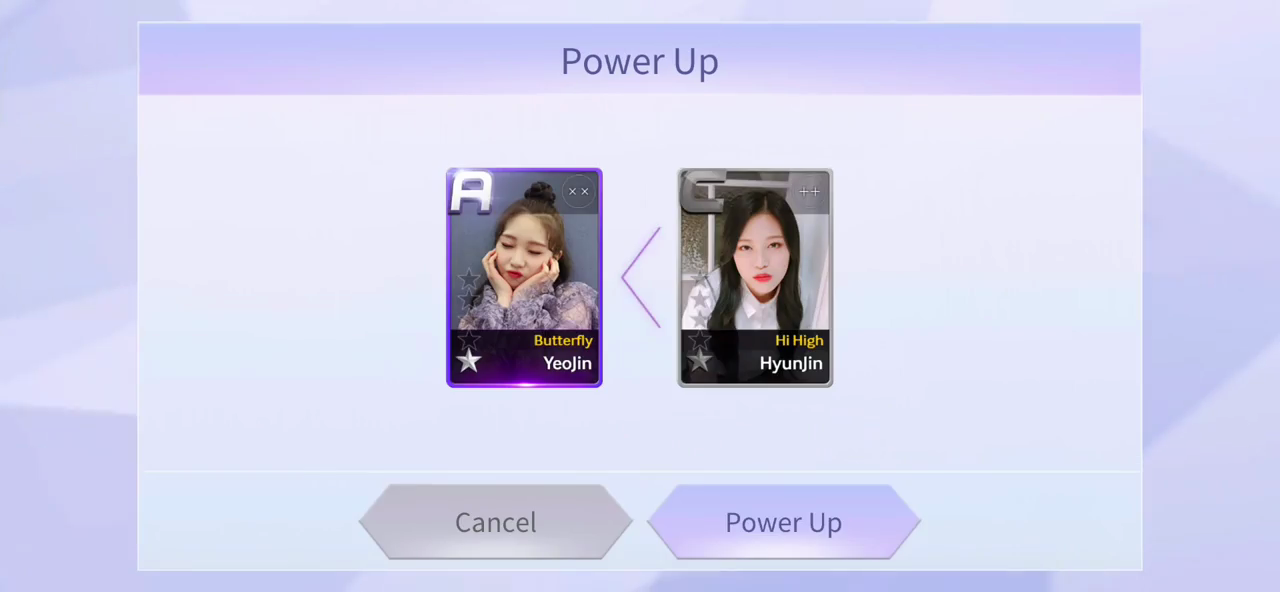 Power Up
A
××
Butterfly
YeoJin
C
++
Hi High
HyunJin
Cancel
Power Up